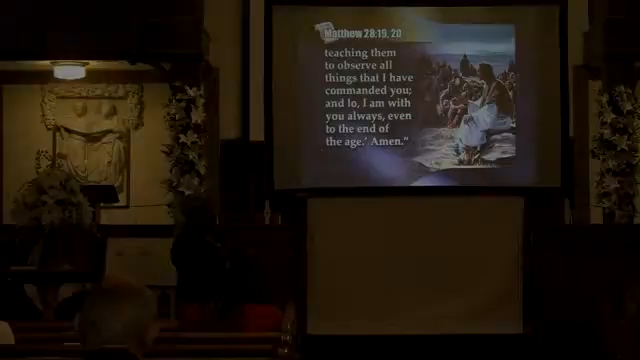 Matthew 28:19, 20
teaching them
to observe all
things that I have
commanded you;
and lo, I am with
you always, even
to the end of
the age.' Amen."